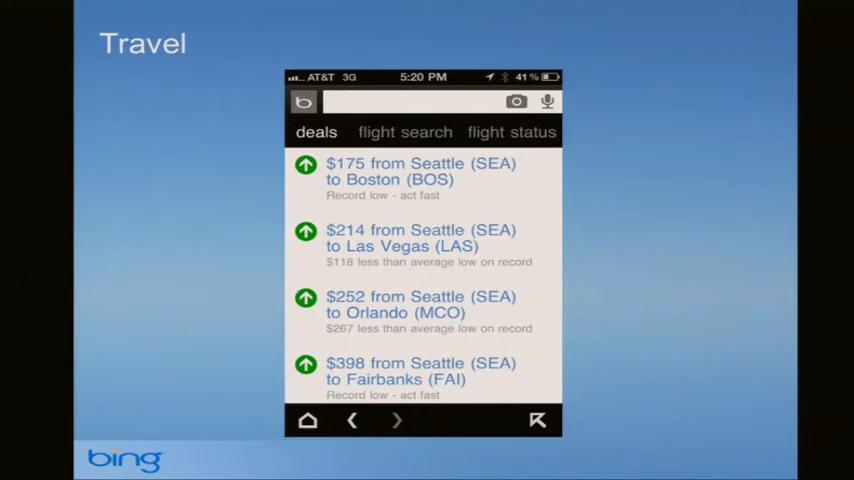 Travel
AT&T 3G 5:20 PM 41%
b
deals flight search flight status
$175 from Seattle (SEA)
to Boston (BOS)
Record low - act fast
$214 from Seattle (SEA)
to Las Vegas (LAS)
$118 less than average low on record
$252 from Seattle (SEA)
to Orlando (MCO)
$267 less than average low on record
$398 from Seattle (SEA)
to Fairbanks (FAI)
Record low - act fast
bing